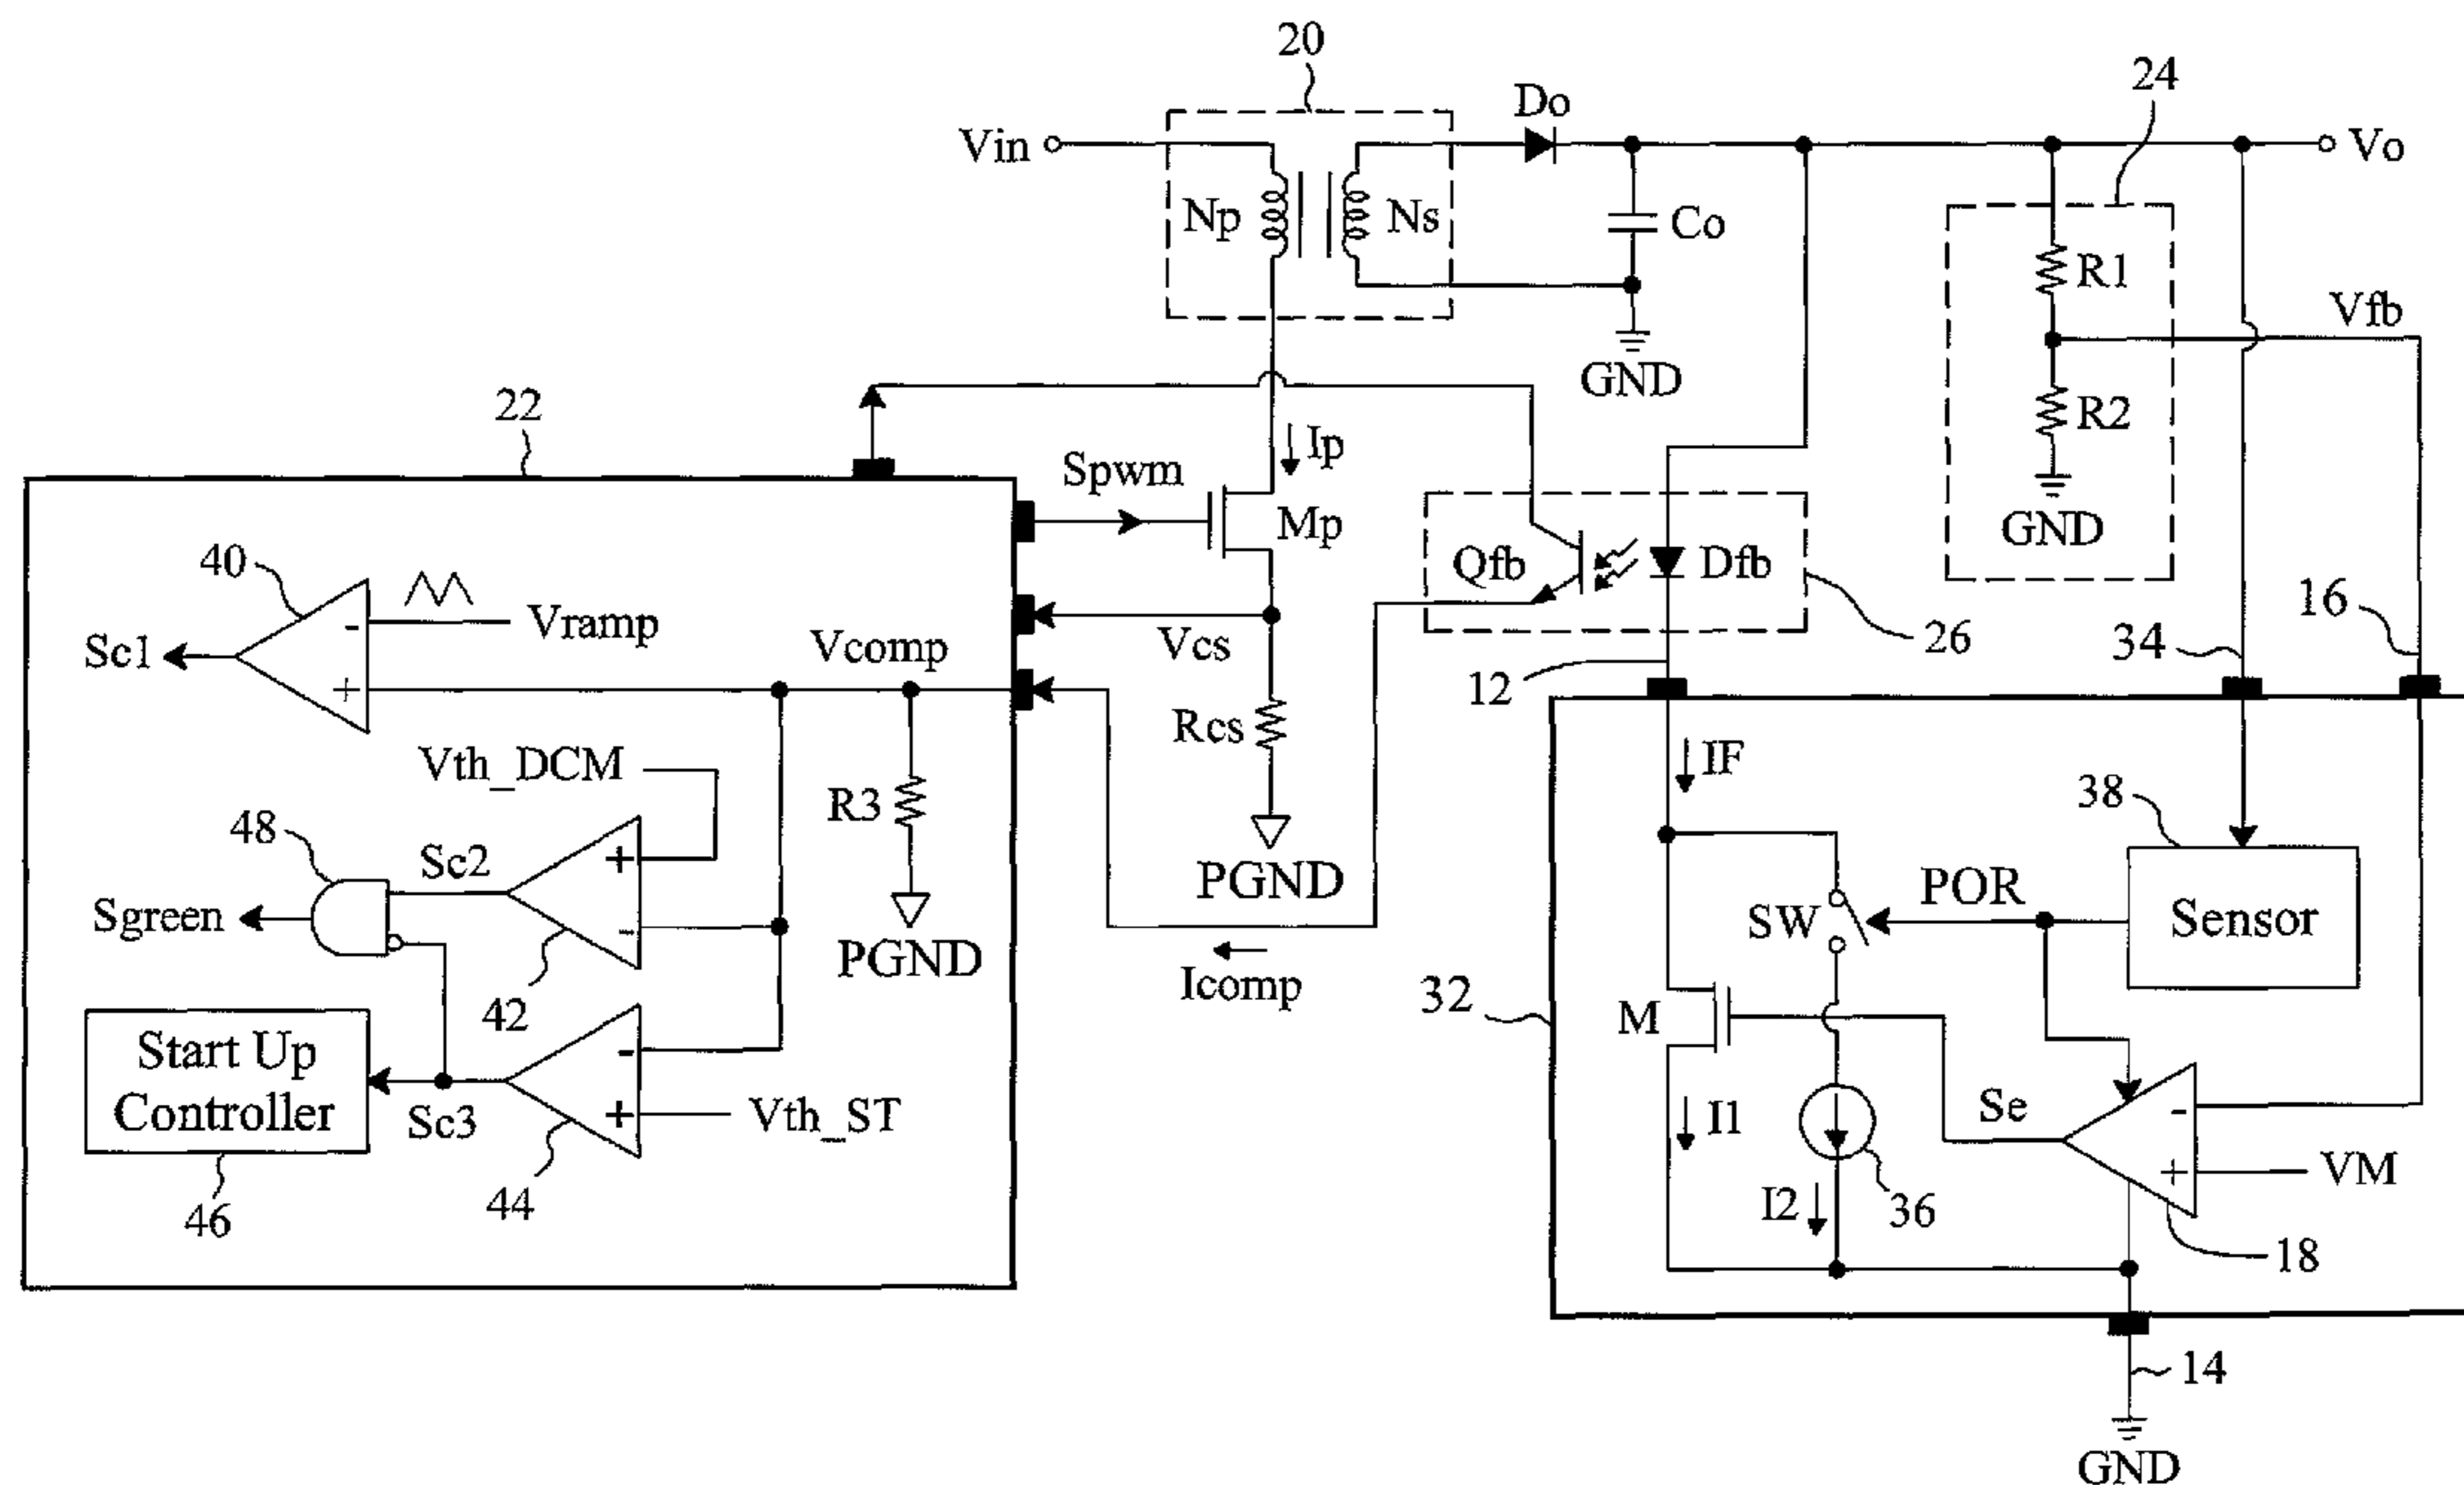 20
Do
24
Vin
Vo
Np
Ns
Co
R1
Vfb
GND
R2
22
Ip
Spwm
Mp
GND
40
Qfb
Dfb
16
Vramp
Vcs
26
34
Sc1
-
+
Vcomp
12
Rcs
Vth_DCM
IF
R3
38
48
Sc2
+
-
PGND
POR
Sensor
SW
Sgreen
PGND
Icomp
32
42
M
Start Up
Controller
-
+
Sc3
Vth_ST
Se
-
I1
+
VM
46
44
I2
36
18
14
GND